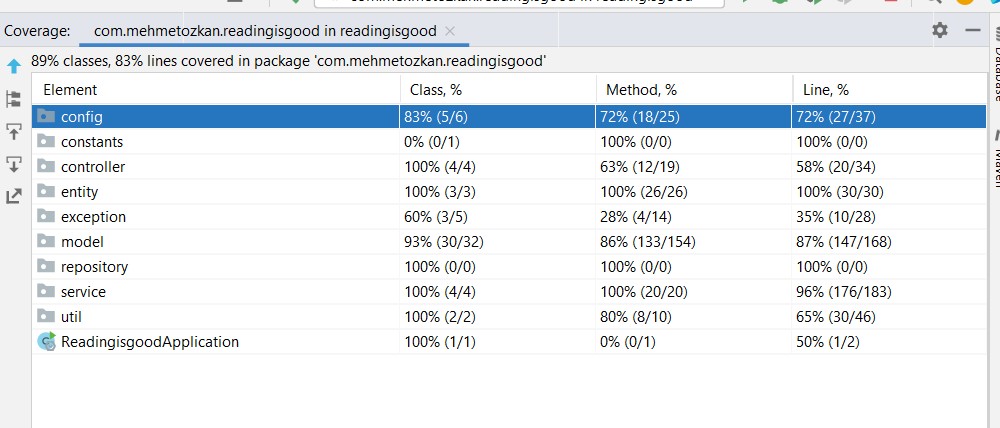 Coverage: com.mehmetozkan.readingisgood in readingisgood
89% classes, 83% lines covered in package 'com.mehmetozkan.readingisgood'
Element Class, % Method, % Line, %
config 83% (5/6) 72% (18/25) 72% (27/37)
constants 0% (0/1) 100% (0/0) 100% (0/0)
controller 100% (4/4) 63% (12/19) 58% (20/34)
entity 100% (3/3) 100% (26/26) 100% (30/30)
exception 60% (3/5) 28% (4/14) 35% (10/28)
model 93% (30/32) 86% (133/154) 87% (147/168)
repository 100% (0/0) 100% (0/0) 100% (0/0)
service 100% (4/4) 100% (20/20) 96% (176/183)
util 100% (2/2) 80% (8/10) 65% (30/46)
ReadingisgoodApplication 100% (1/1) 0% (0/1) 50% (1/2)
Database
Maven